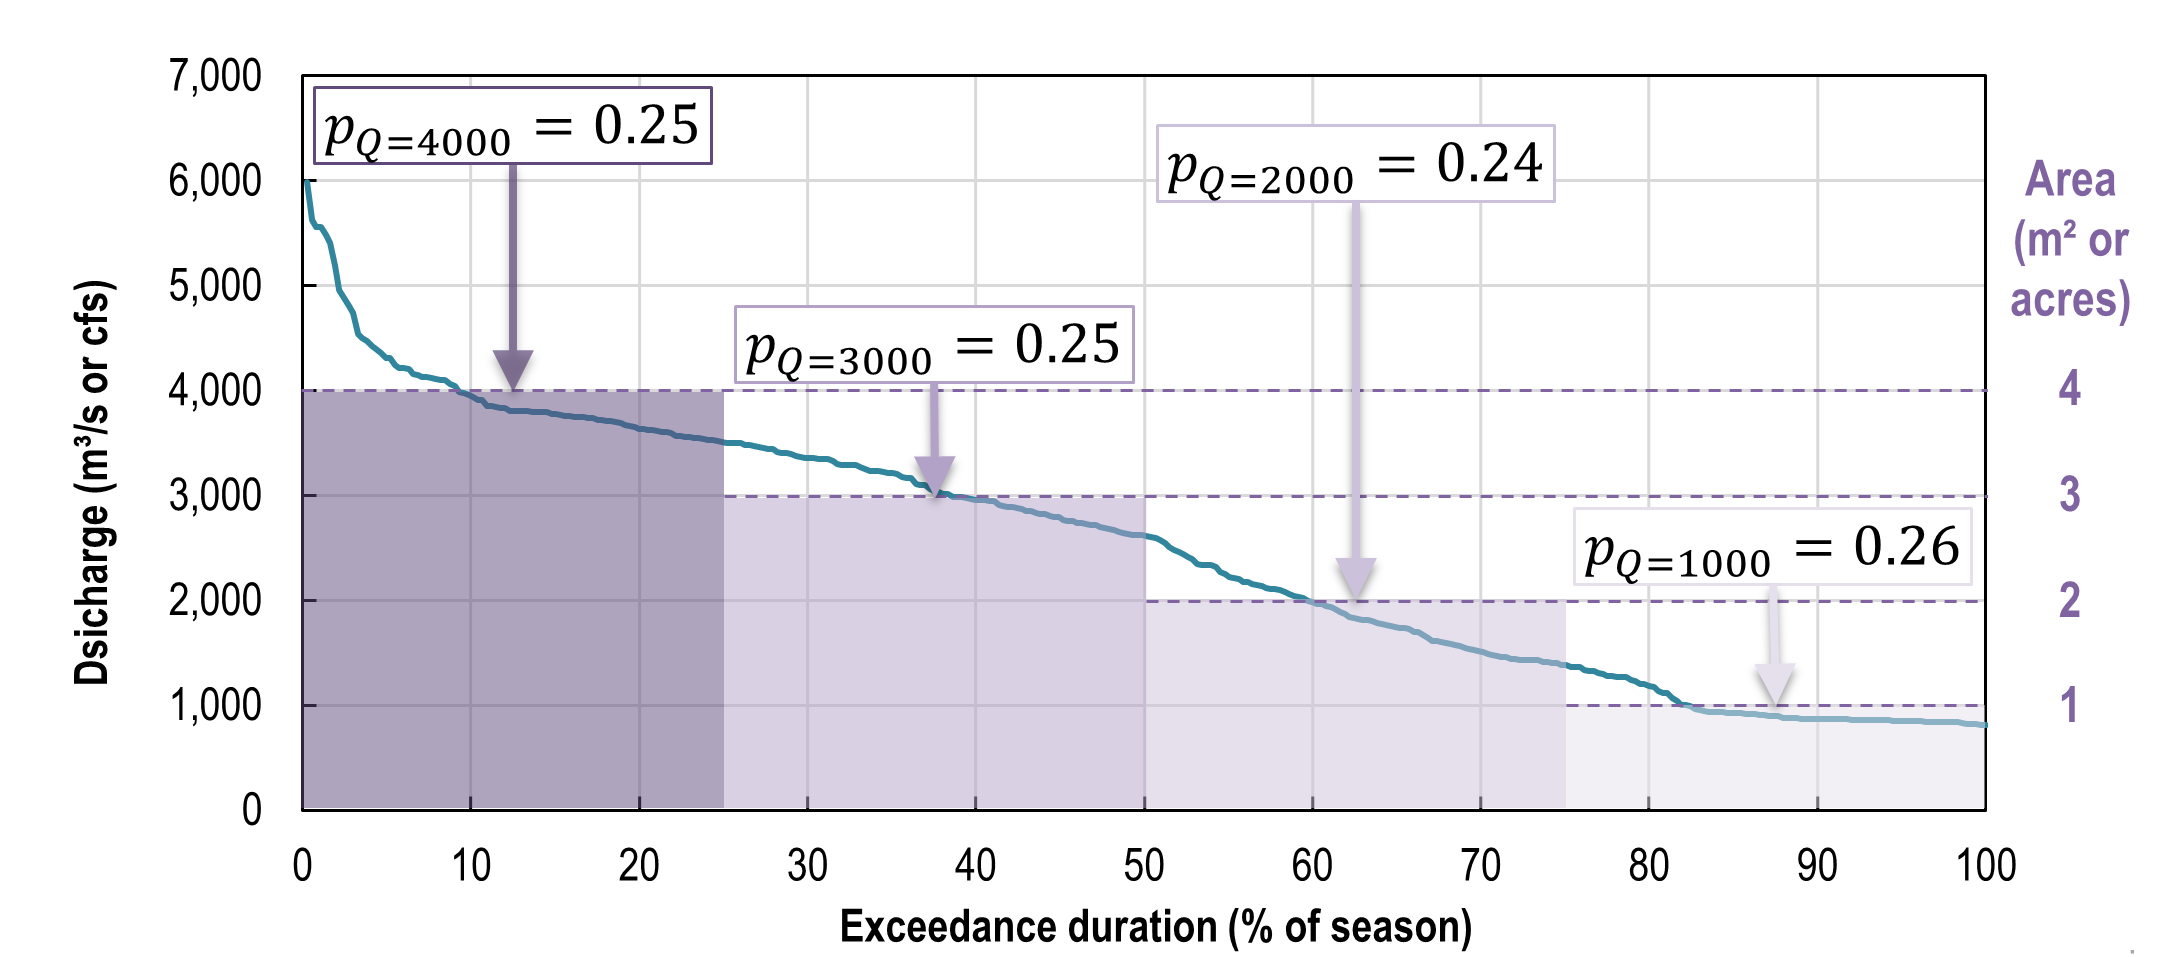 7,000
6,000
5,000
4,000
3,000
2,000
1,000
0
Dsicharge (m³/s or cfs)
p_{Q=4000} = 0.25
p_{Q=3000} = 0.25
p_{Q=2000} = 0.24
p_{Q=1000} = 0.26
Area
(m² or
acres)
4
3
2
1
0 10 20 30 40 50 60 70 80 90 100
Exceedance duration (% of season)